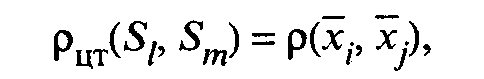 ρцт(Sl, Sm) = ρ(x̄i, x̄j),